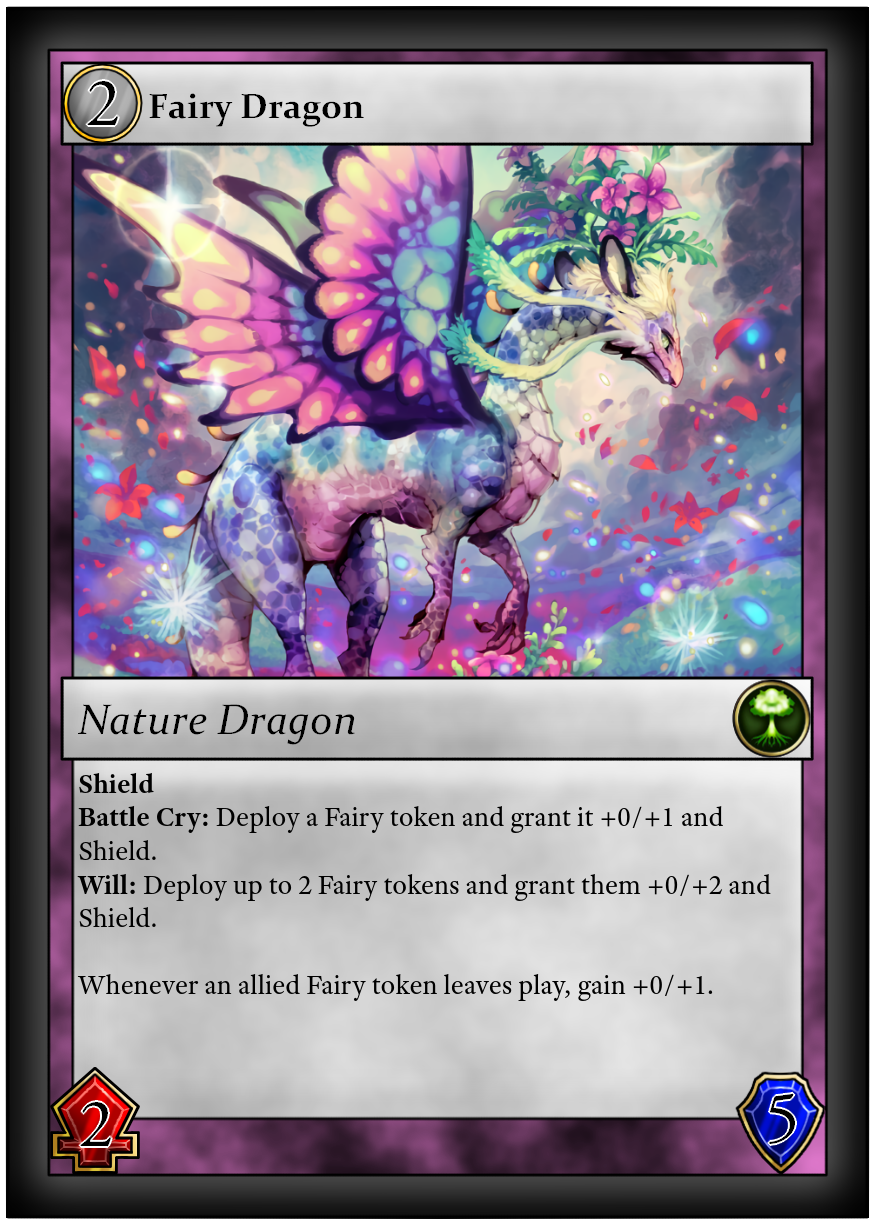 2 Fairy Dragon
Nature Dragon
Shield
Battle Cry: Deploy a Fairy token and grant it +0/+1 and
Shield.
Will: Deploy up to 2 Fairy tokens and grant them +0/+2 and
Shield.
Whenever an allied Fairy token leaves play, gain +0/+1.
2 5